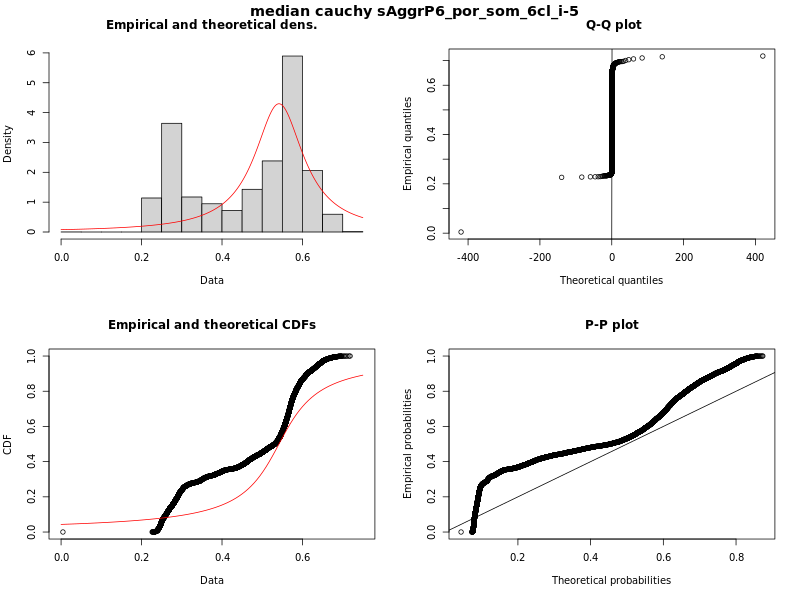 median cauchy sAggrP6_por_som_6cl_i-5
Empirical and theoretical dens.
Density
0 1 2 3 4 5 6
0.0 0.2 0.4 0.6
Data
Q-Q plot
Empirical quantiles
0.0 0.2 0.4 0.6
-400 -200 0 200 400
Theoretical quantiles
Empirical and theoretical CDFs
CDF
0.0 0.2 0.4 0.6 0.8 1.0
0.0 0.2 0.4 0.6
Data
P-P plot
Empirical probabilities
0.0 0.2 0.4 0.6 0.8 1.0
0.2 0.4 0.6 0.8
Theoretical probabilities